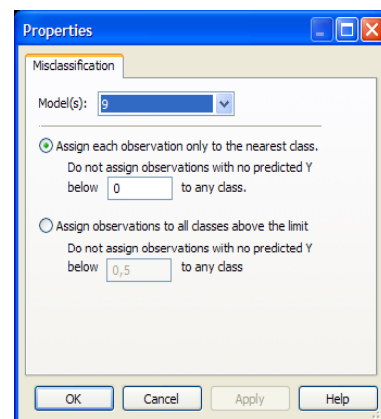 Properties
Misclassification
Model(s): 9
Assign each observation only to the nearest class.
Do not assign observations with no predicted Y
below 0 to any class.
Assign observations to all classes above the limit
Do not assign observations with no predicted Y
below 0,5 to any class
OK Cancel Apply Help